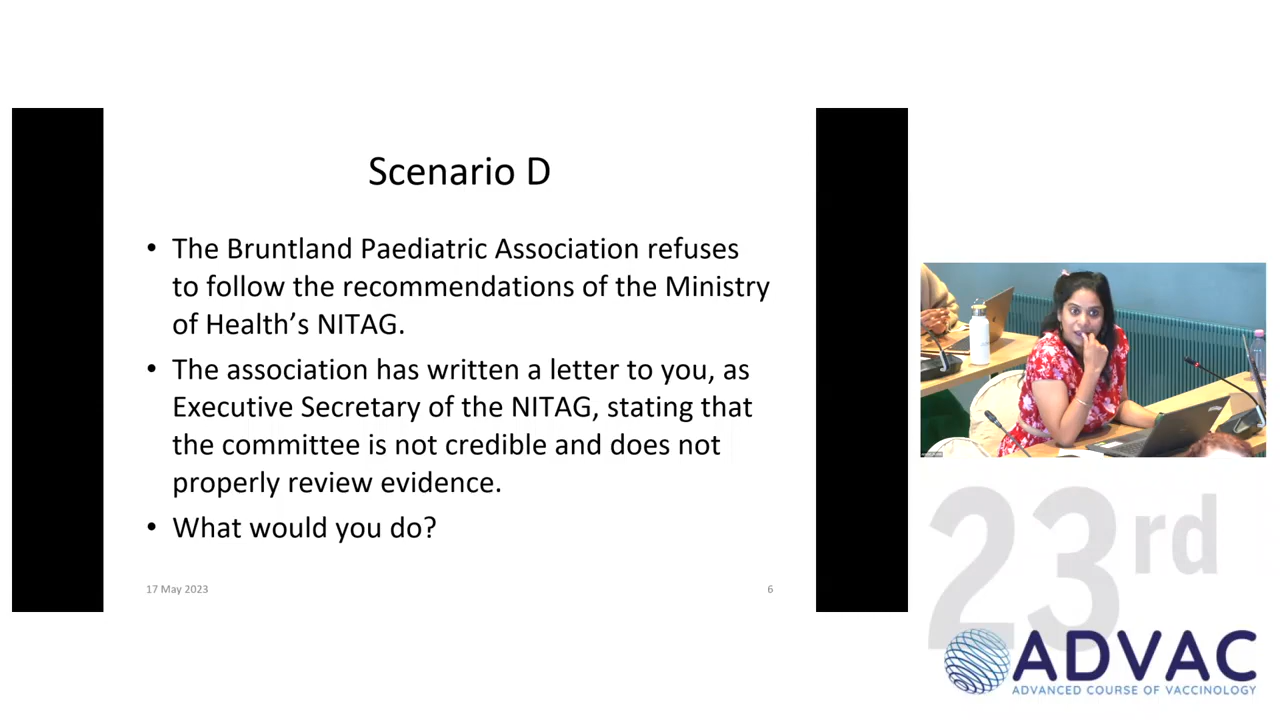 Scenario D
• The Bruntland Paediatric Association refuses
to follow the recommendations of the Ministry
of Health’s NITAG.
• The association has written a letter to you, as
Executive Secretary of the NITAG, stating that
the committee is not credible and does not
properly review evidence.
• What would you do?
17 May 2023
6
23rd
ADVAC
ADVANCED COURSE OF VACCINOLOGY